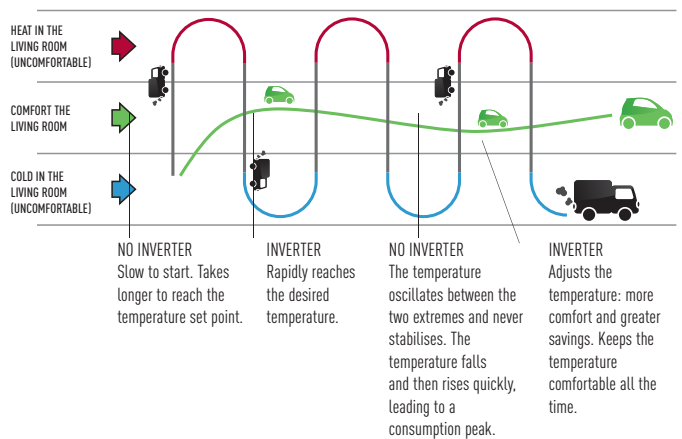 HEAT IN THE
LIVING ROOM
(UNCOMFORTABLE)
COMFORT THE
LIVING ROOM
COLD IN THE
LIVING ROOM
(UNCOMFORTABLE)
NO INVERTER
Slow to start. Takes
longer to reach the
temperature set point.
INVERTER
Rapidly reaches
the desired
temperature.
NO INVERTER
The temperature
oscillates between the
two extremes and never
stabilises. The
temperature falls
and then rises quickly,
leading to a
consumption peak.
INVERTER
Adjusts the
temperature: more
comfort and greater
savings. Keeps the
temperature
comfortable all the
time.